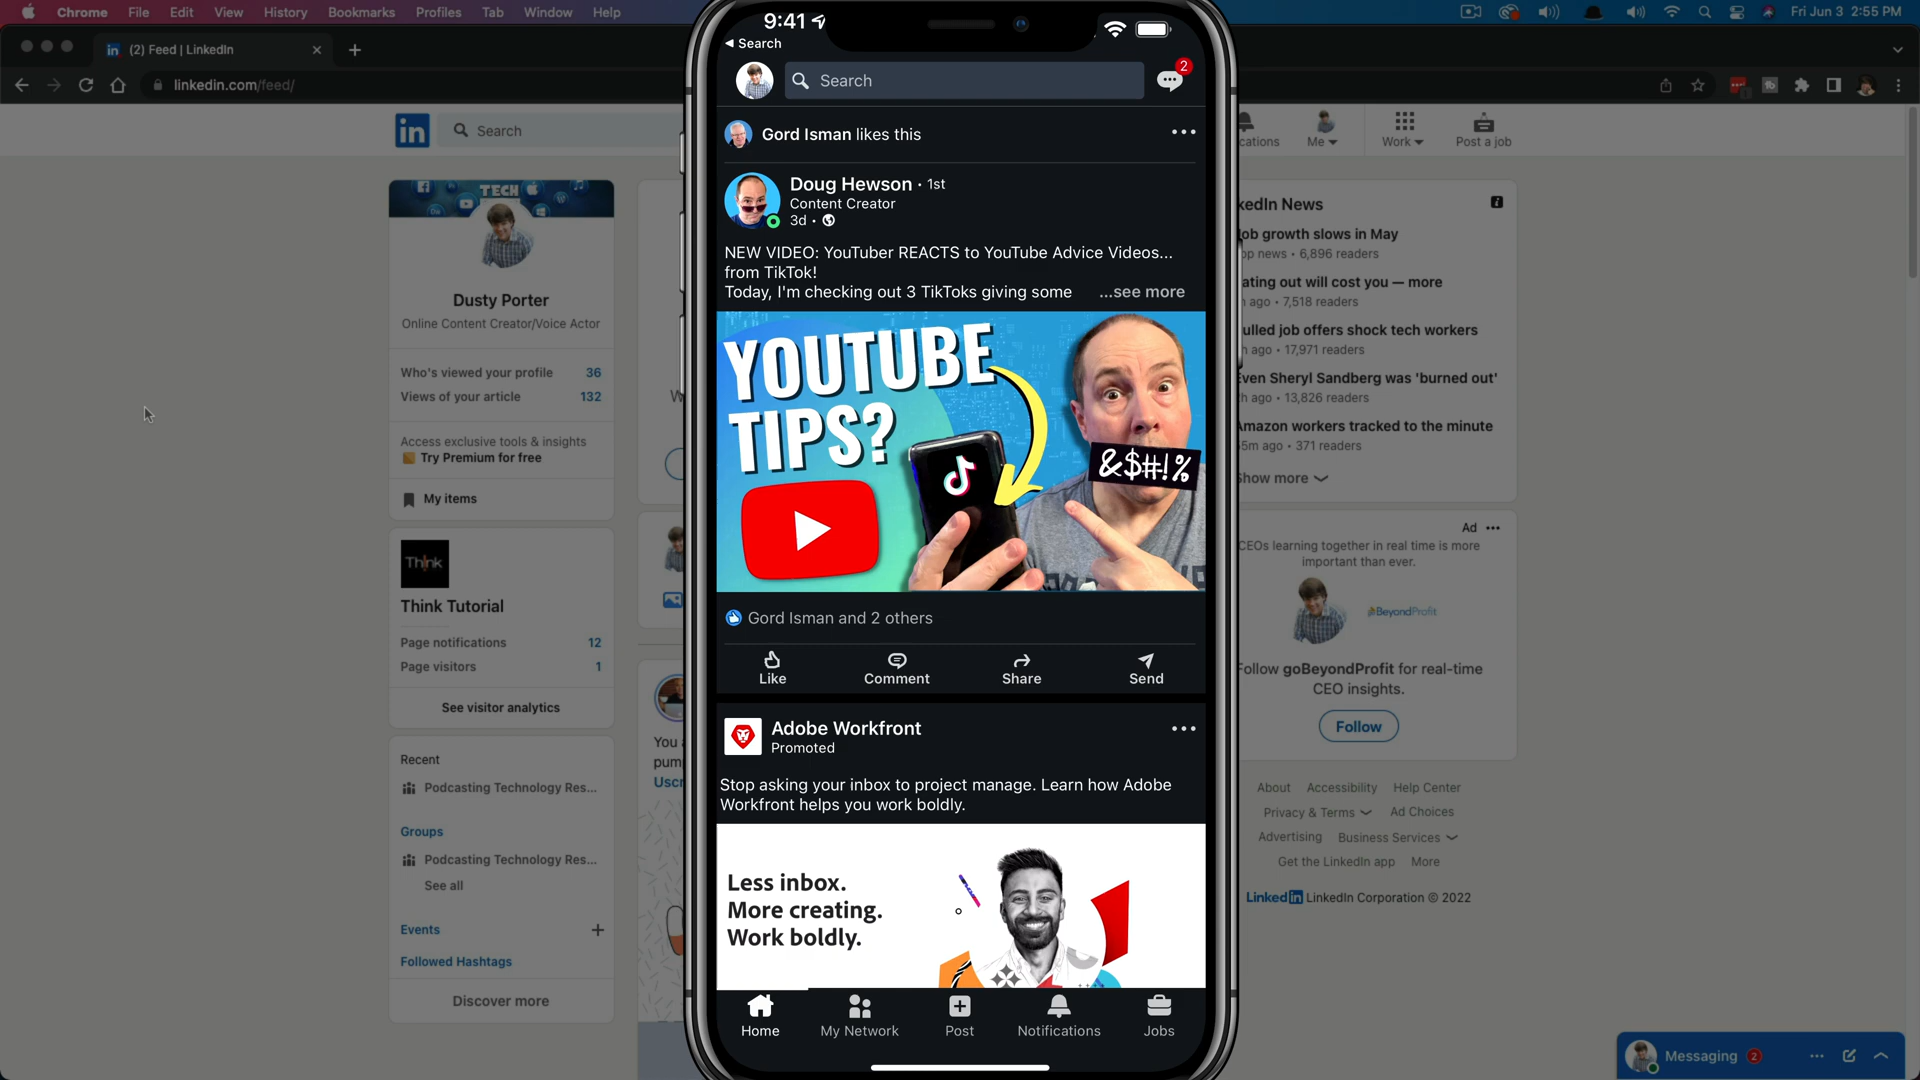 Chrome File Edit View History Bookmarks Profiles Tab Window Help
Fri Jun 3 2:55 PM
in (2) Feed | LinkedIn
linkedin.com/feed/
in Search
Me
Work
Post a job
TECH
Dusty Porter
Online Content Creator/Voice Actor
Who's viewed your profile 36
Views of your article 132
Access exclusive tools & insights
Try Premium for free
My items
Think
Think Tutorial
Page notifications 12
Page visitors 1
See visitor analytics
Recent
Podcasting Technology Res...
Groups
Podcasting Technology Res...
See all
Events +
Followed Hashtags
Discover more
9:41
Search
Search
2
Gord Isman likes this
Doug Hewson • 1st
Content Creator
3d •
NEW VIDEO: YouTuber REACTS to YouTube Advice Videos...
from TikTok!
Today, I'm checking out 3 TikToks giving some ...see more
YOUTUBE
TIPS?
&$#!%
Gord Isman and 2 others
Like Comment Share Send
Adobe Workfront
Promoted
Stop asking your inbox to project manage. Learn how Adobe
Workfront helps you work boldly.
Less inbox.
More creating.
Work boldly.
Home My Network Post Notifications Jobs
kedIn News
ob growth slows in May
op news • 6,896 readers
ating out will cost you — more
ago • 7,518 readers
ulled job offers shock tech workers
ago • 17,971 readers
Even Sheryl Sandberg was 'burned out'
h ago • 13,826 readers
Amazon workers tracked to the minute
5m ago • 371 readers
Show more
Ad
CEOs learning together in real time is more
important than ever.
BeyondProfit
Follow goBeyondProfit for real-time
CEO insights.
Follow
About Accessibility Help Center
Privacy & Terms Ad Choices
Advertising Business Services
Get the LinkedIn app More
LinkedIn LinkedIn Corporation © 2022
Messaging 2